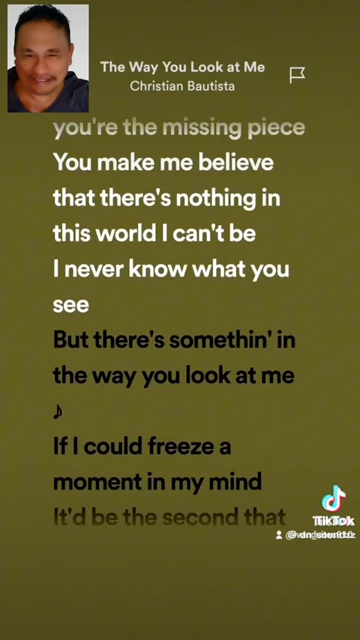 The Way You Look at Me
Christian Bautista
you're the missing piece
You make me believe
that there's nothing in
this world I can't be
I never know what you
see
But there's somethin' in
the way you look at me
♪
If I could freeze a
moment in my mind
It'd be the second that
TikTok